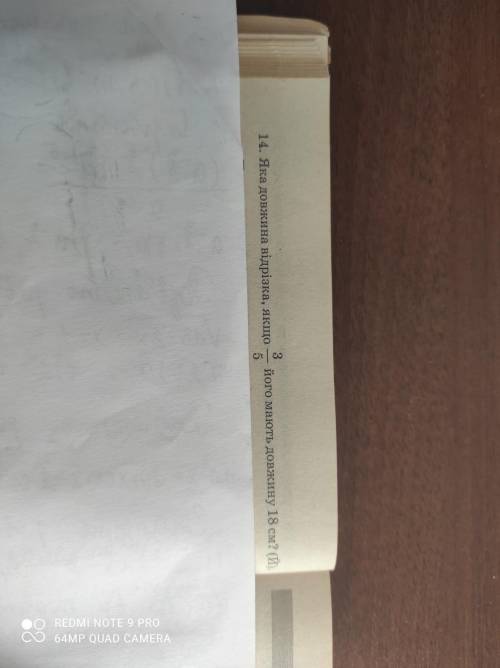 14. Яка довжина відрізка, якщо 3/5 його мають довжину 18 см? (Й)
REDMI NOTE 9 PRO
64MP QUAD CAMERA